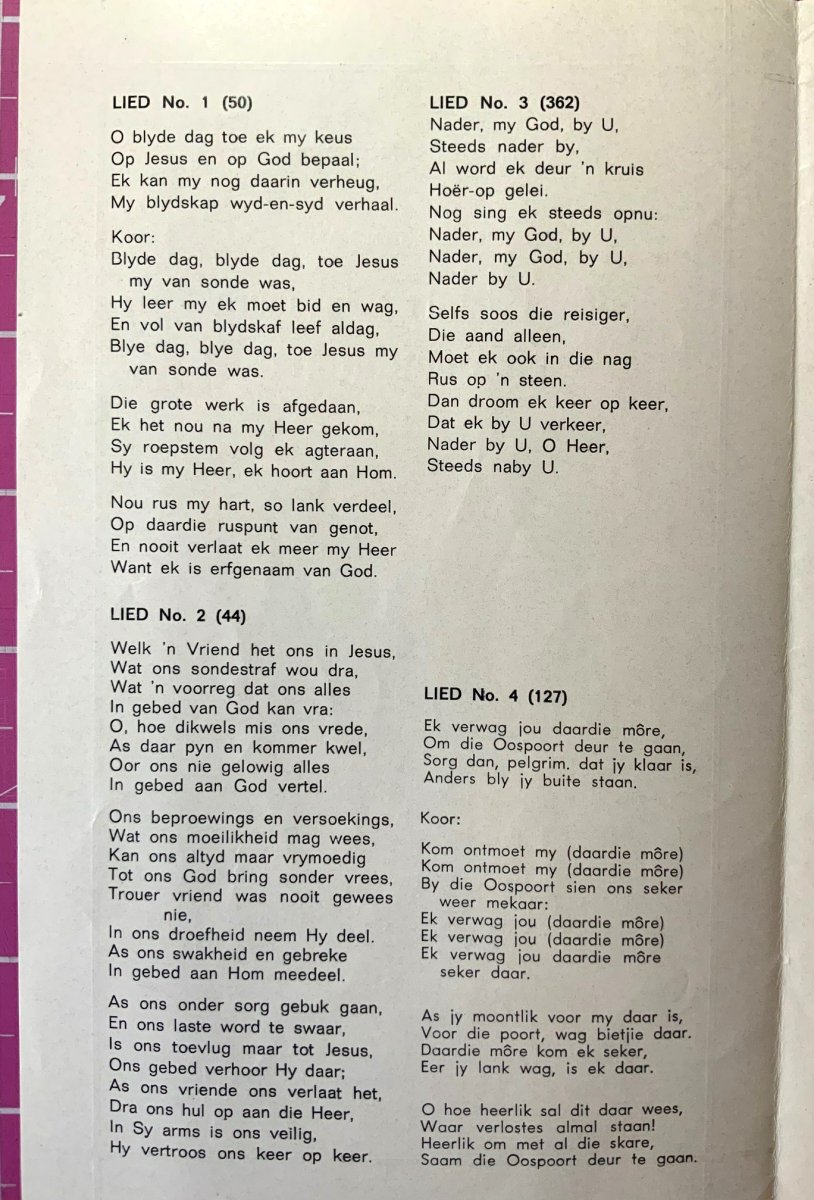 LIED No. 1 (50)
O blyde dag toe ek my keus
Op Jesus en op God bepaal;
Ek kan my nog daarin verheug,
My blydskap wyd-en-syd verhaal.
Koor:
Blyde dag, blyde dag, toe Jesus
my van sonde was,
Hy leer my ek moet bid en wag,
En vol van blydskaf leef aldag,
Blye dag, blye dag, toe Jesus my
van sonde was.
Die grote werk is afgedaan,
Ek het nou na my Heer gekom,
Sy roepstem volg ek agteraan,
Hy is my Heer, ek hoort aan Hom.
Nou rus my hart, so lank verdeel,
Op daardie ruspunt van genot,
En nooit verlaat ek meer my Heer
Want ek is erfgenaam van God.
LIED No. 2 (44)
Welk 'n Vriend het ons in Jesus,
Wat ons sondestraf wou dra,
Wat 'n voorreg dat ons alles
In gebed van God kan vra:
O, hoe dikwels mis ons vrede,
As daar pyn en kommer kwel,
Oor ons nie gelowig alles
In gebed aan God vertel.
Ons beproewings en versoekings,
Wat ons moeilikheid mag wees,
Kan ons altyd maar vrymoedig
Tot ons God bring sonder vrees,
Trouer vriend was nooit gewees
nie,
In ons droefheid neem Hy deel.
As ons swakheid en gebreke
In gebed aan Hom meedeel.
As ons onder sorg gebuk gaan,
En ons laste word te swaar,
Is ons toevlug maar tot Jesus,
Ons gebed verhoor Hy daar;
As ons vriende ons verlaat het,
Dra ons hul op aan die Heer,
In Sy arms is ons veilig,
Hy vertroos ons keer op keer.
LIED No. 3 (362)
Nader, my God, by U,
Steeds nader by,
Al word ek deur 'n kruis
Hoër-op gelei.
Nog sing ek steeds opnu:
Nader, my God, by U,
Nader, my God, by U,
Nader by U.
Selfs soos die reisiger,
Die aand alleen,
Moet ek ook in die nag
Rus op 'n steen.
Dan droom ek keer op keer,
Dat ek by U verkeer,
Nader by U, O Heer,
Steeds naby U.
LIED No. 4 (127)
Ek verwag jou daardie môre,
Om die Oospoort deur te gaan,
Sorg dan, pelgrim. dat jy klaar is,
Anders bly jy buite staan.
Koor:
Kom ontmoet my (daardie môre)
Kom ontmoet my (daardie môre)
By die Oospoort sien ons seker
weer mekaar:
Ek verwag jou (daardie môre)
Ek verwag jou (daardie môre)
Ek verwag jou daardie môre
seker daar.
As jy moontlik voor my daar is,
Voor die poort, wag bietjie daar.
Daardie môre kom ek seker,
Eer jy lank wag, is ek daar.
O hoe heerlik sal dit daar wees,
Waar verlostes almal staan!
Heerlik om met al die skare,
Saam die Oospoort deur te gaan.